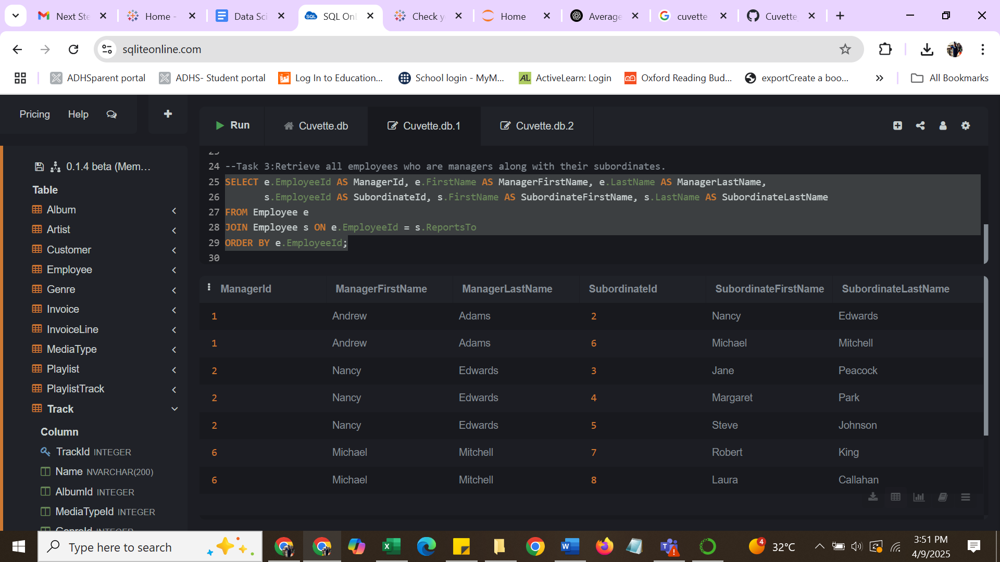 Next Ste
Home -
Data Sci
SQL Onl
Check y
Home
Average
cuvette
Cuvette
sqliteonline.com
ADHSparent portal
ADHS- Student portal
Log In to Education...
School login - MyM...
ActiveLearn: Login
Oxford Reading Bud...
exportCreate a boo...
All Bookmarks
Pricing
Help
Run
Cuvette.db
Cuvette.db.1
Cuvette.db.2
0.1.4 beta (Mem...
Table
Album
Artist
Customer
Employee
Genre
Invoice
InvoiceLine
MediaType
Playlist
PlaylistTrack
Track
Column
TrackId INTEGER
Name NVARCHAR(200)
AlbumId INTEGER
MediaTypeId INTEGER
24 --Task 3:Retrieve all employees who are managers along with their subordinates.
25 SELECT e.EmployeeId AS ManagerId, e.FirstName AS ManagerFirstName, e.LastName AS ManagerLastName,
26 s.EmployeeId AS SubordinateId, s.FirstName AS SubordinateFirstName, s.LastName AS SubordinateLastName
27 FROM Employee e
28 JOIN Employee s ON e.EmployeeId = s.ReportsTo
29 ORDER BY e.EmployeeId;
30
ManagerId ManagerFirstName ManagerLastName SubordinateId SubordinateFirstName SubordinateLastName
1 Andrew Adams 2 Nancy Edwards
1 Andrew Adams 6 Michael Mitchell
2 Nancy Edwards 3 Jane Peacock
2 Nancy Edwards 4 Margaret Park
2 Nancy Edwards 5 Steve Johnson
6 Michael Mitchell 7 Robert King
6 Michael Mitchell 8 Laura Callahan
Type here to search
4
32°C
3:51 PM
4/9/2025